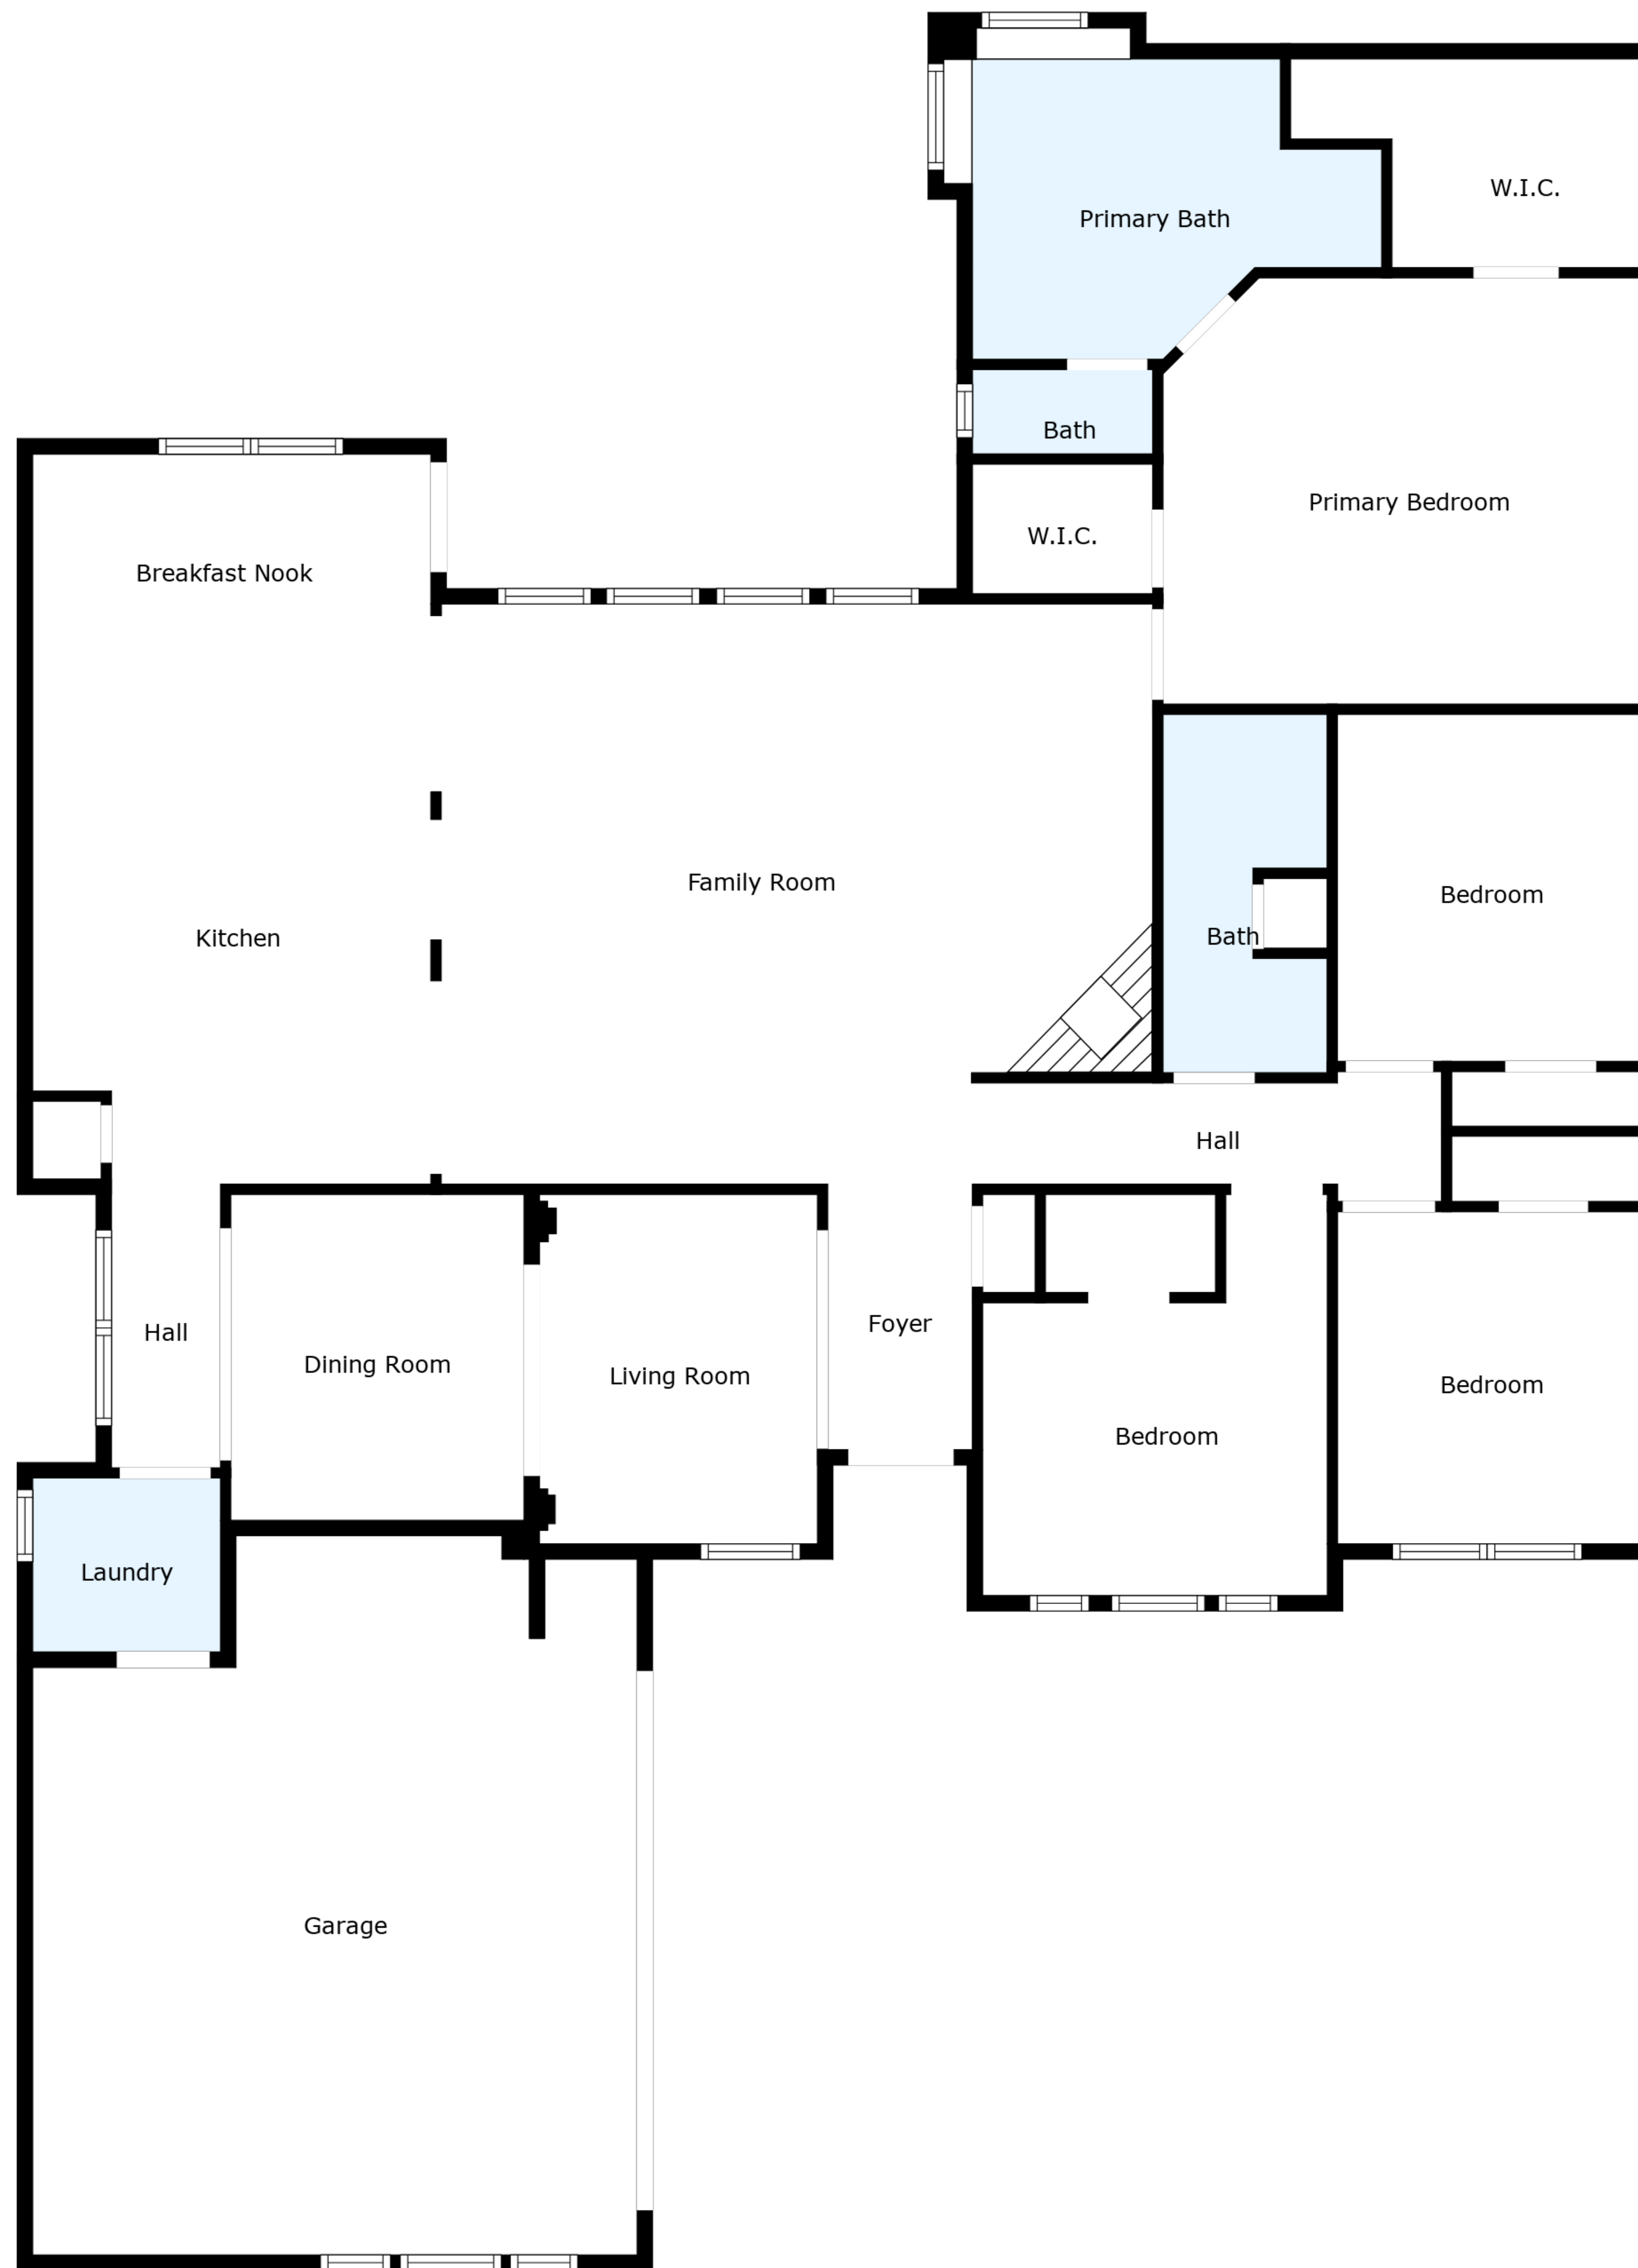 W.I.C.
Primary Bath
Bath
Primary Bedroom
W.I.C.
Breakfast Nook
Family Room
Bedroom
Bath
Kitchen
Hall
Foyer
Hall
Dining Room
Living Room
Bedroom
Bedroom
Laundry
Garage